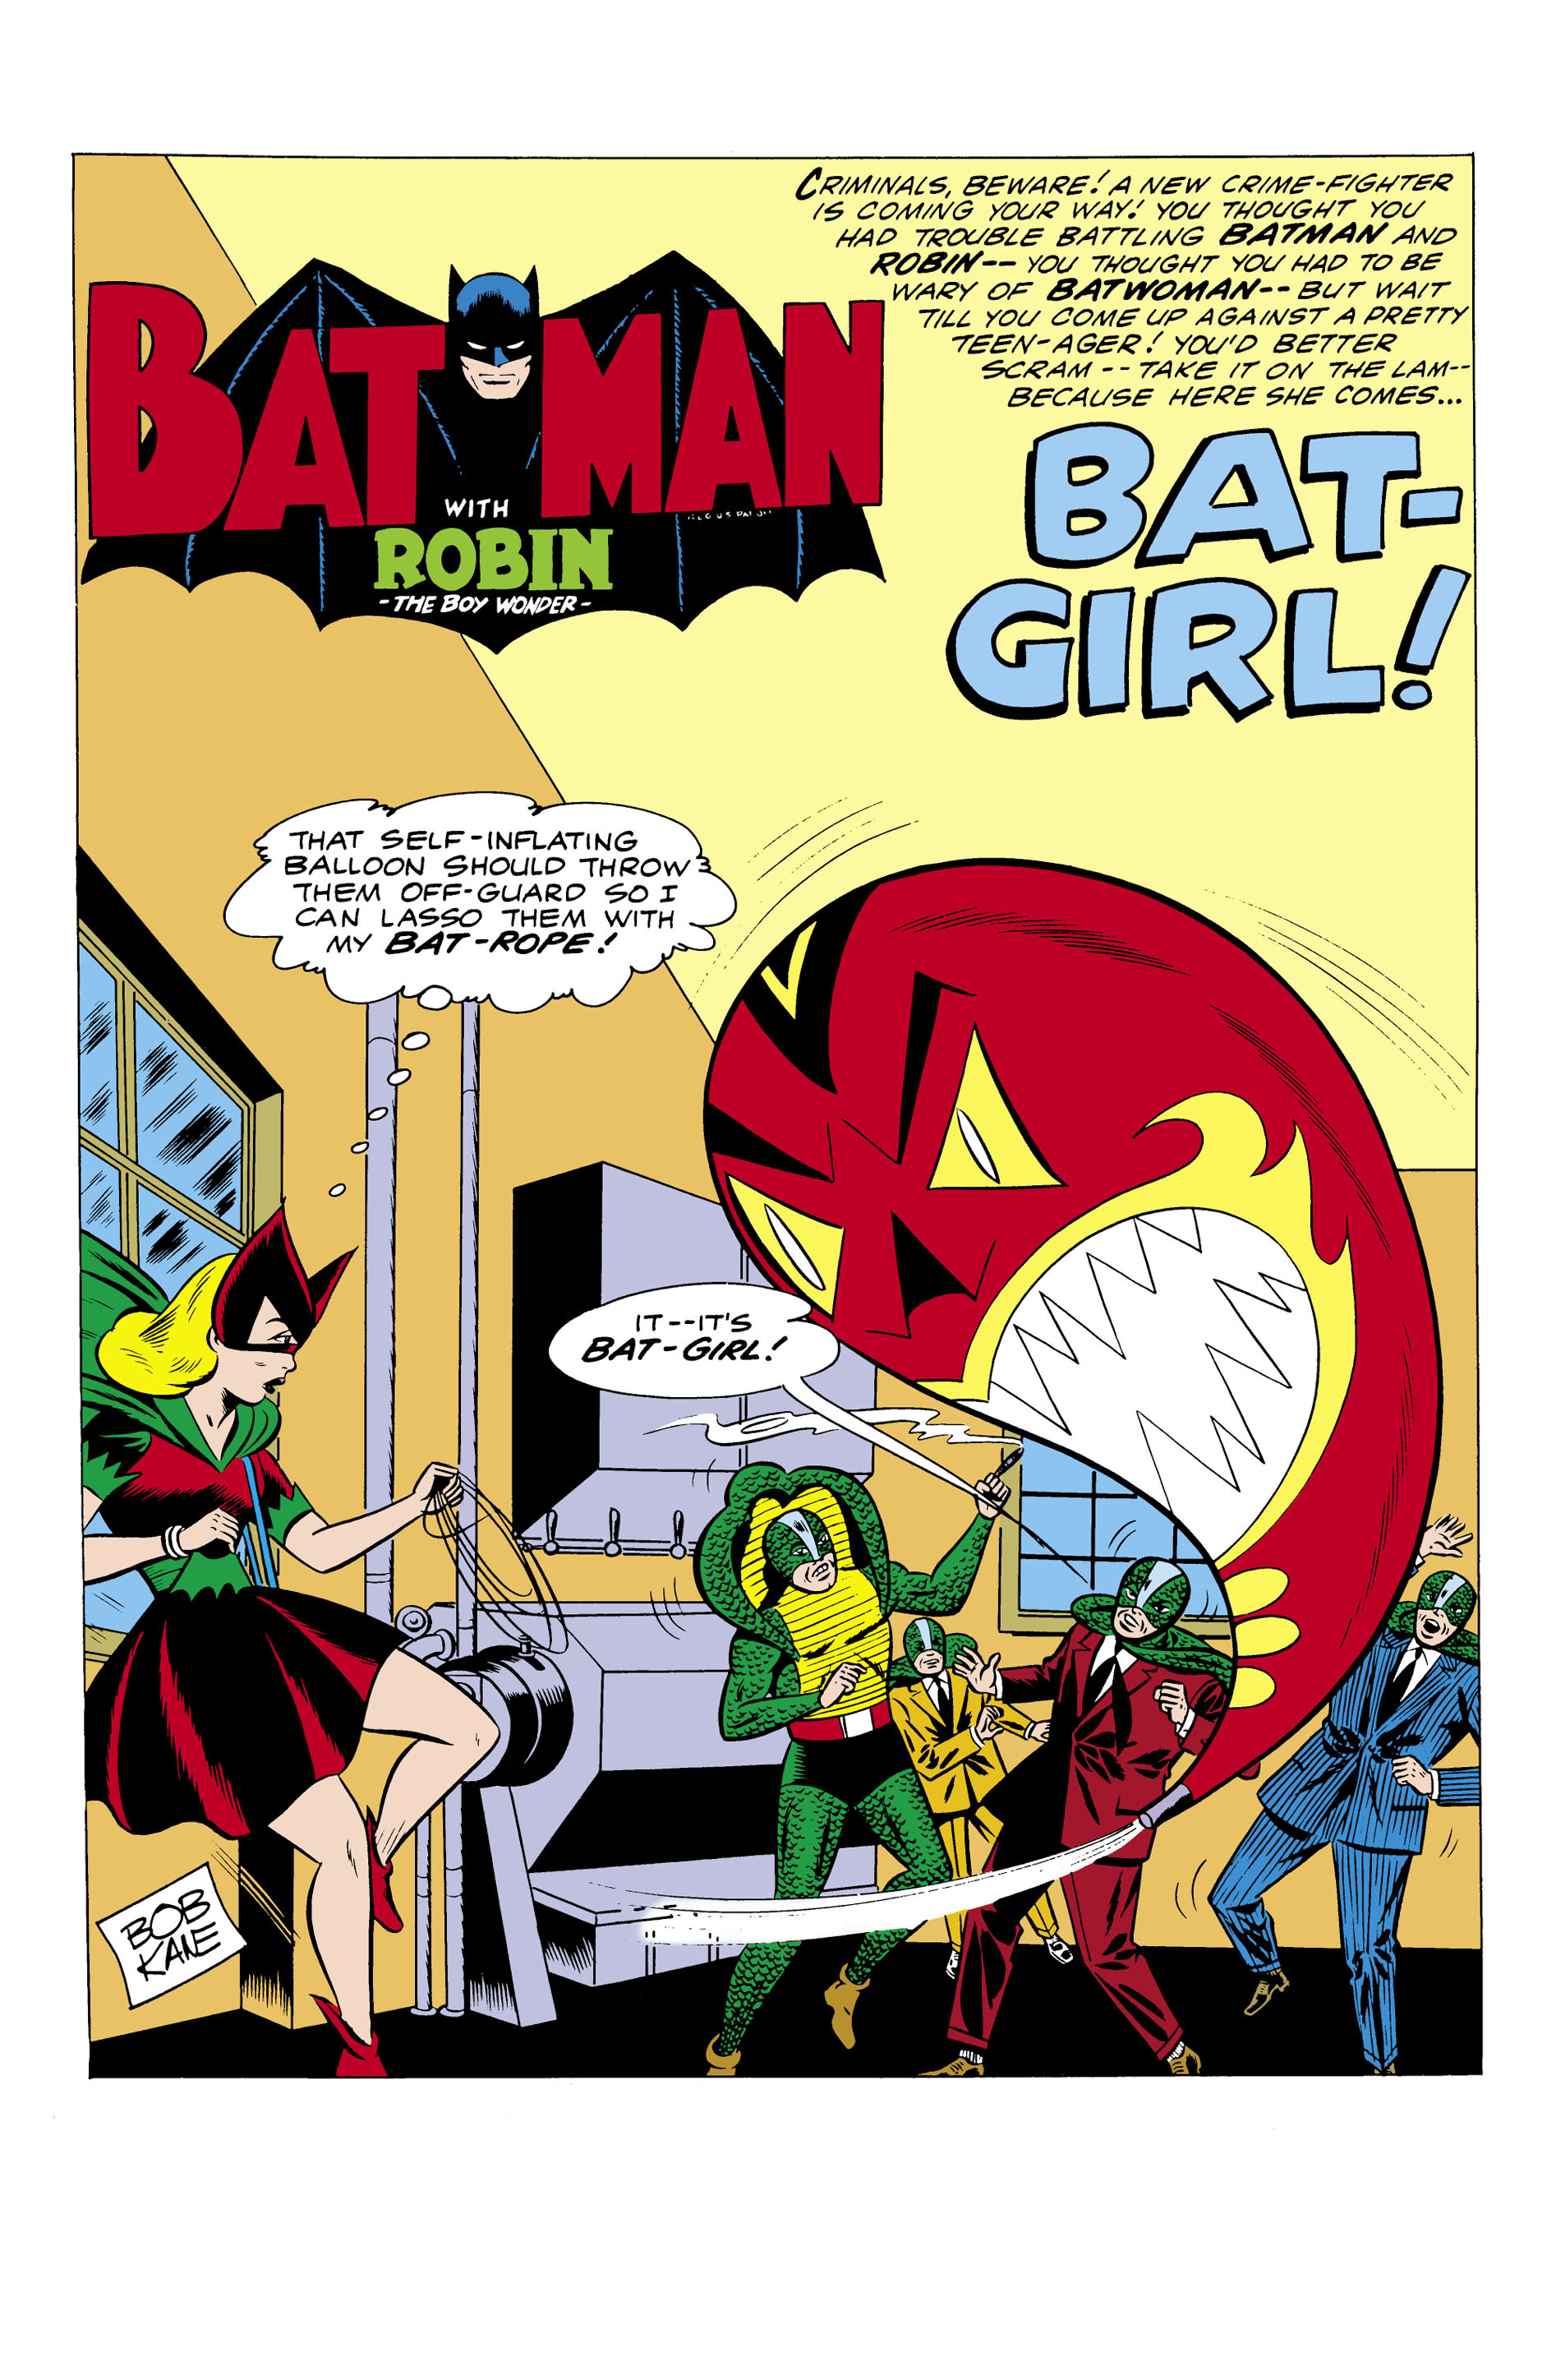 CRIMINALS, BEWARE! A NEW CRIME-FIGHTER
IS COMING YOUR WAY! YOU THOUGHT YOU
HAD TROUBLE BATTLING BATMAN AND
ROBIN-- YOU THOUGHT YOU HAD TO BE
WARY OF BATWOMAN-- BUT WAIT
TILL YOU COME UP AGAINST A PRETTY
TEEN-AGER! YOU'D BETTER
SCRAM -- TAKE IT ON THE LAM--
BECAUSE HERE SHE COMES...
BATMAN
WITH
ROBIN
-THE BOY WONDER-
BAT-
GIRL!
THAT SELF-INFLATING
BALLOON SHOULD THROW
THEM OFF-GUARD SO I
CAN LASSO THEM WITH
MY BAT-ROPE!
IT--IT'S
BAT-GIRL!
BOB
KANE